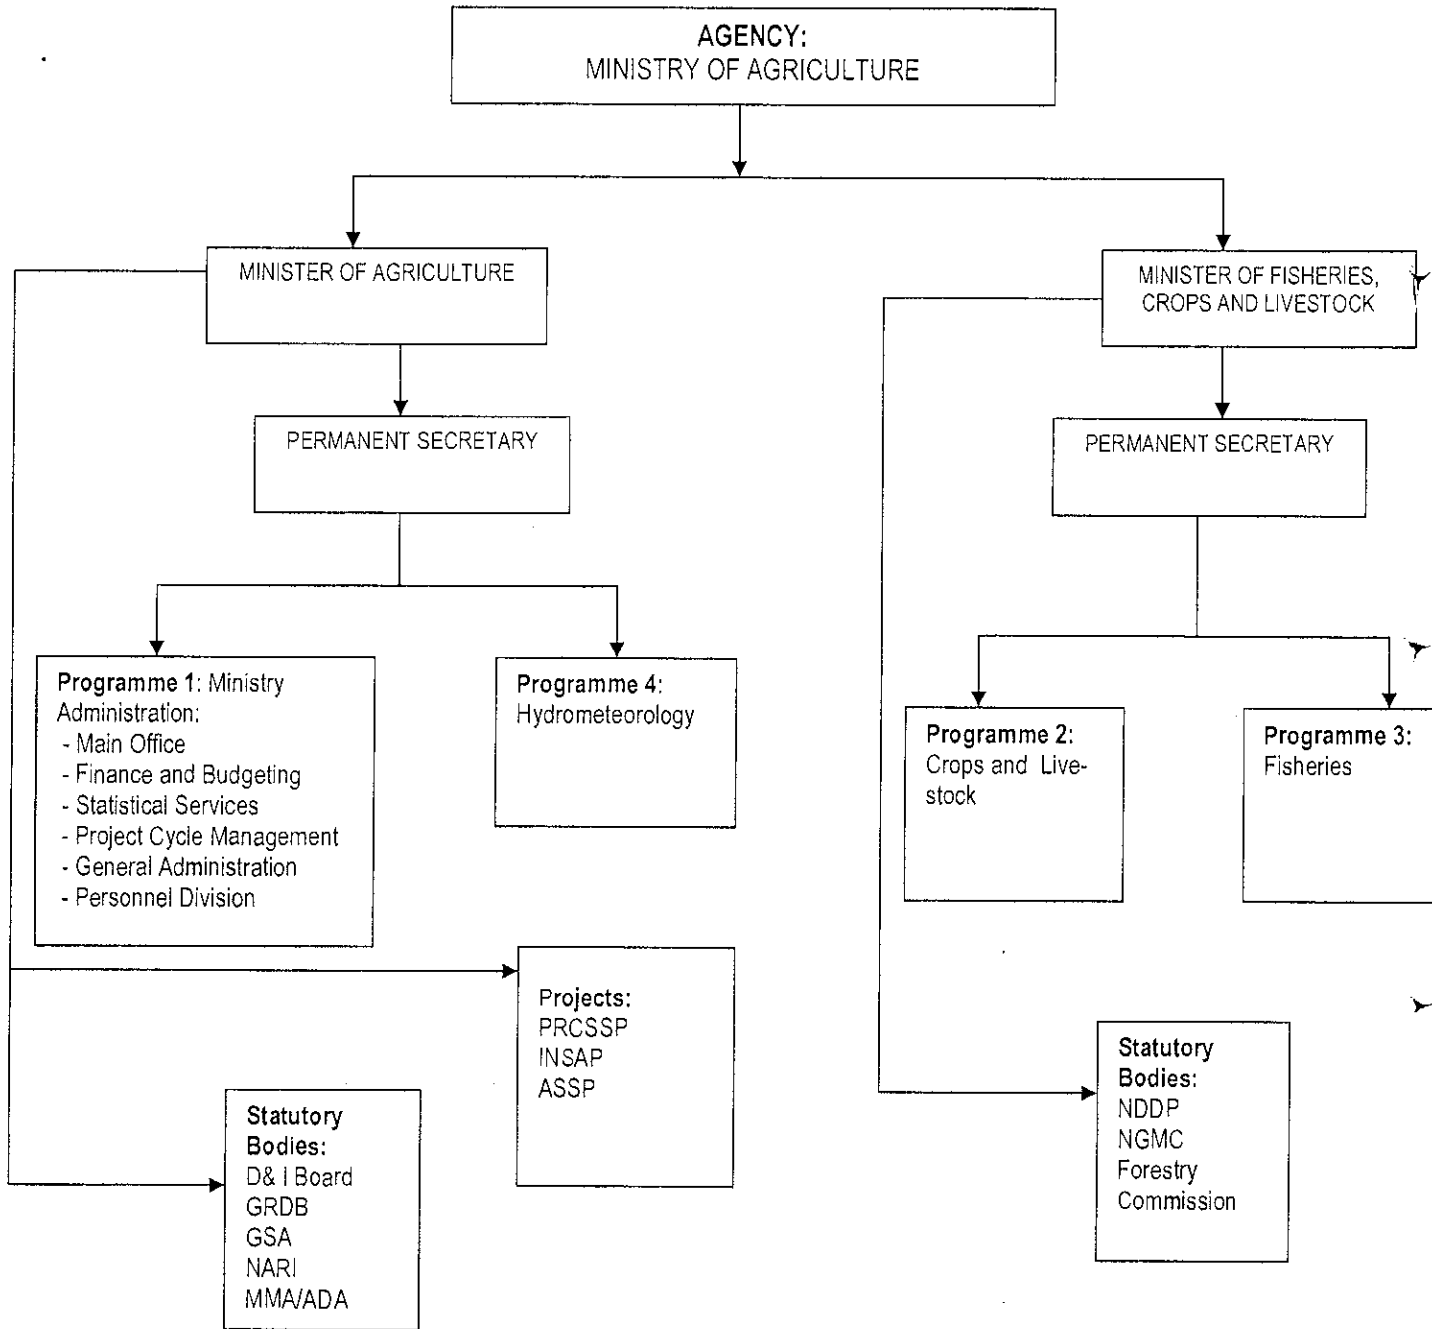 AGENCY:
MINISTRY OF AGRICULTURE
MINISTER OF AGRICULTURE
MINISTER OF FISHERIES,
CROPS AND LIVESTOCK
PERMANENT SECRETARY
PERMANENT SECRETARY
Programme 1: Ministry
Administration:
- Main Office
- Finance and Budgeting
- Statistical Services
- Project Cycle Management
- General Administration
- Personnel Division
Programme 4:
Hydrometeorology
Programme 2:
Crops and Live-
stock
Programme 3:
Fisheries
Projects:
PRCSSP
INSAP
ASSP
Statutory
Bodies:
D& I Board
GRDB
GSA
NARI
MMA/ADA
Statutory
Bodies:
NDDP
NGMC
Forestry
Commission